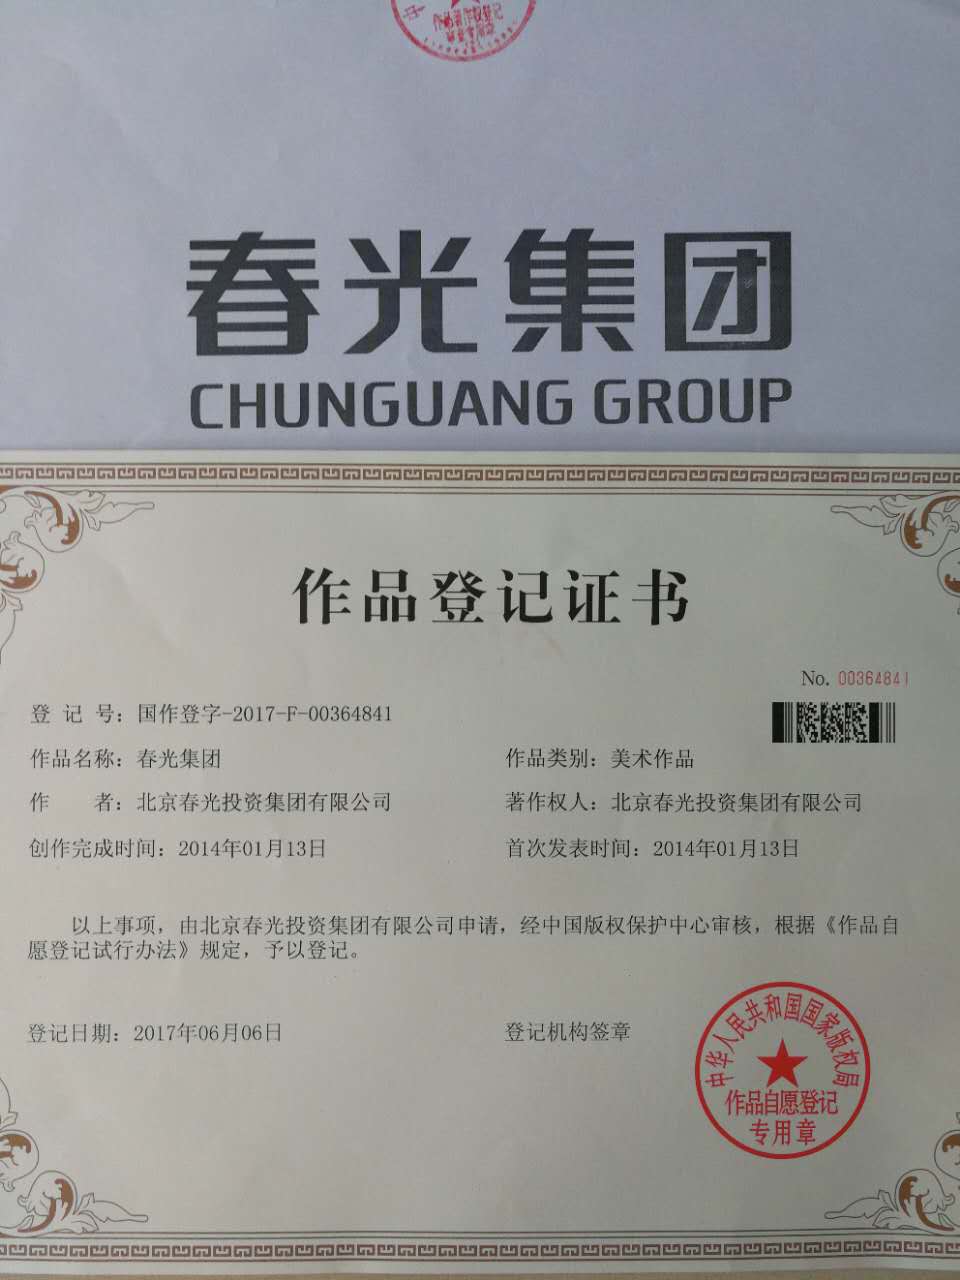 作品自愿登记
春光集团
CHUNGUANG GROUP
作品登记证书
No. 00364841
登 记 号：国作登字-2017-F-00364841
作品名称：春光集团 作品类别：美术作品
作 者：北京春光投资集团有限公司 著作权人：北京春光投资集团有限公司
创作完成时间：2014年01月13日 首次发表时间：2014年01月13日
以上事项，由北京春光投资集团有限公司申请，经中国版权保护中心审核，根据《作品自
愿登记试行办法》规定，予以登记。
登记日期：2017年06月06日 登记机构签章
中华人民共和国国家版权局
作品自愿登记
专用章